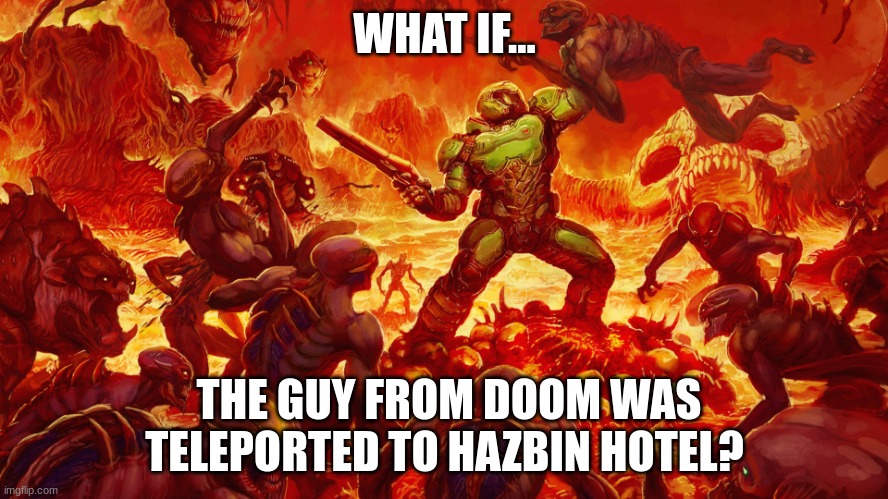 WHAT IF...
THE GUY FROM DOOM WAS
TELEPORTED TO HAZBIN HOTEL?
imgflip.com